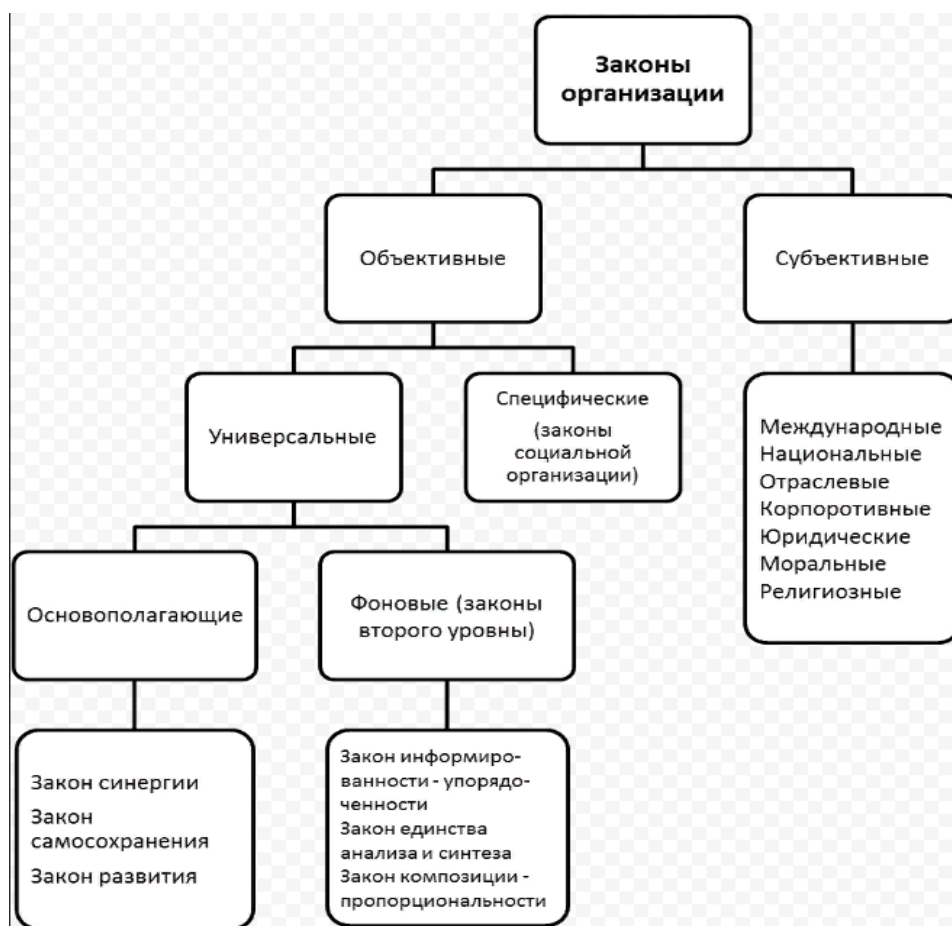 Законы
организации
Объективные
Субъективные
Универсальные
Специфические
(законы
социальной
организации)
Международные
Национальные
Отраслевые
Корпоротивные
Юридические
Моральные
Религиозные
Основополагающие
Фоновые (законы
второго уровны)
Закон синергии
Закон
самосохранения
Закон развития
Закон информиро-
ванности - упорядо-
ченности
Закон единства
анализа и синтеза
Закон композиции -
пропорциональности